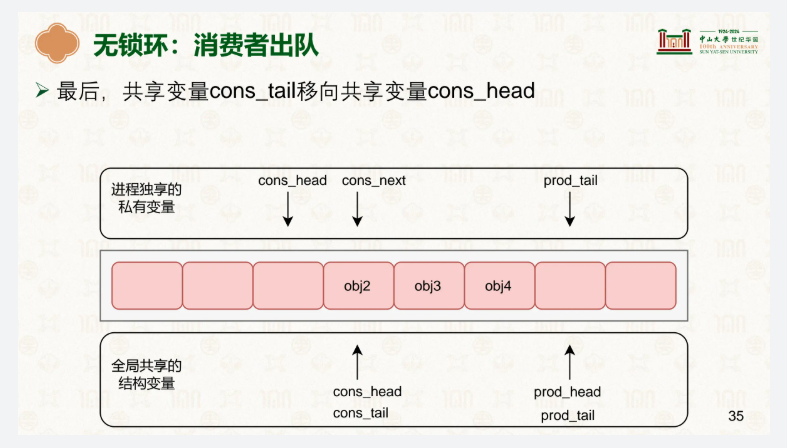 无锁环：消费者出队
1924-2024
中山大學 世纪华诞
100TH ANNIVERSARY
SUN YAT-SEN UNIVERSITY
最后，共享变量cons_tail移向共享变量cons_head
进程独享的
私有变量
cons_head cons_next prod_tail
obj2 obj3 obj4
全局共享的
结构变量
cons_head prod_head
cons_tail prod_tail
35